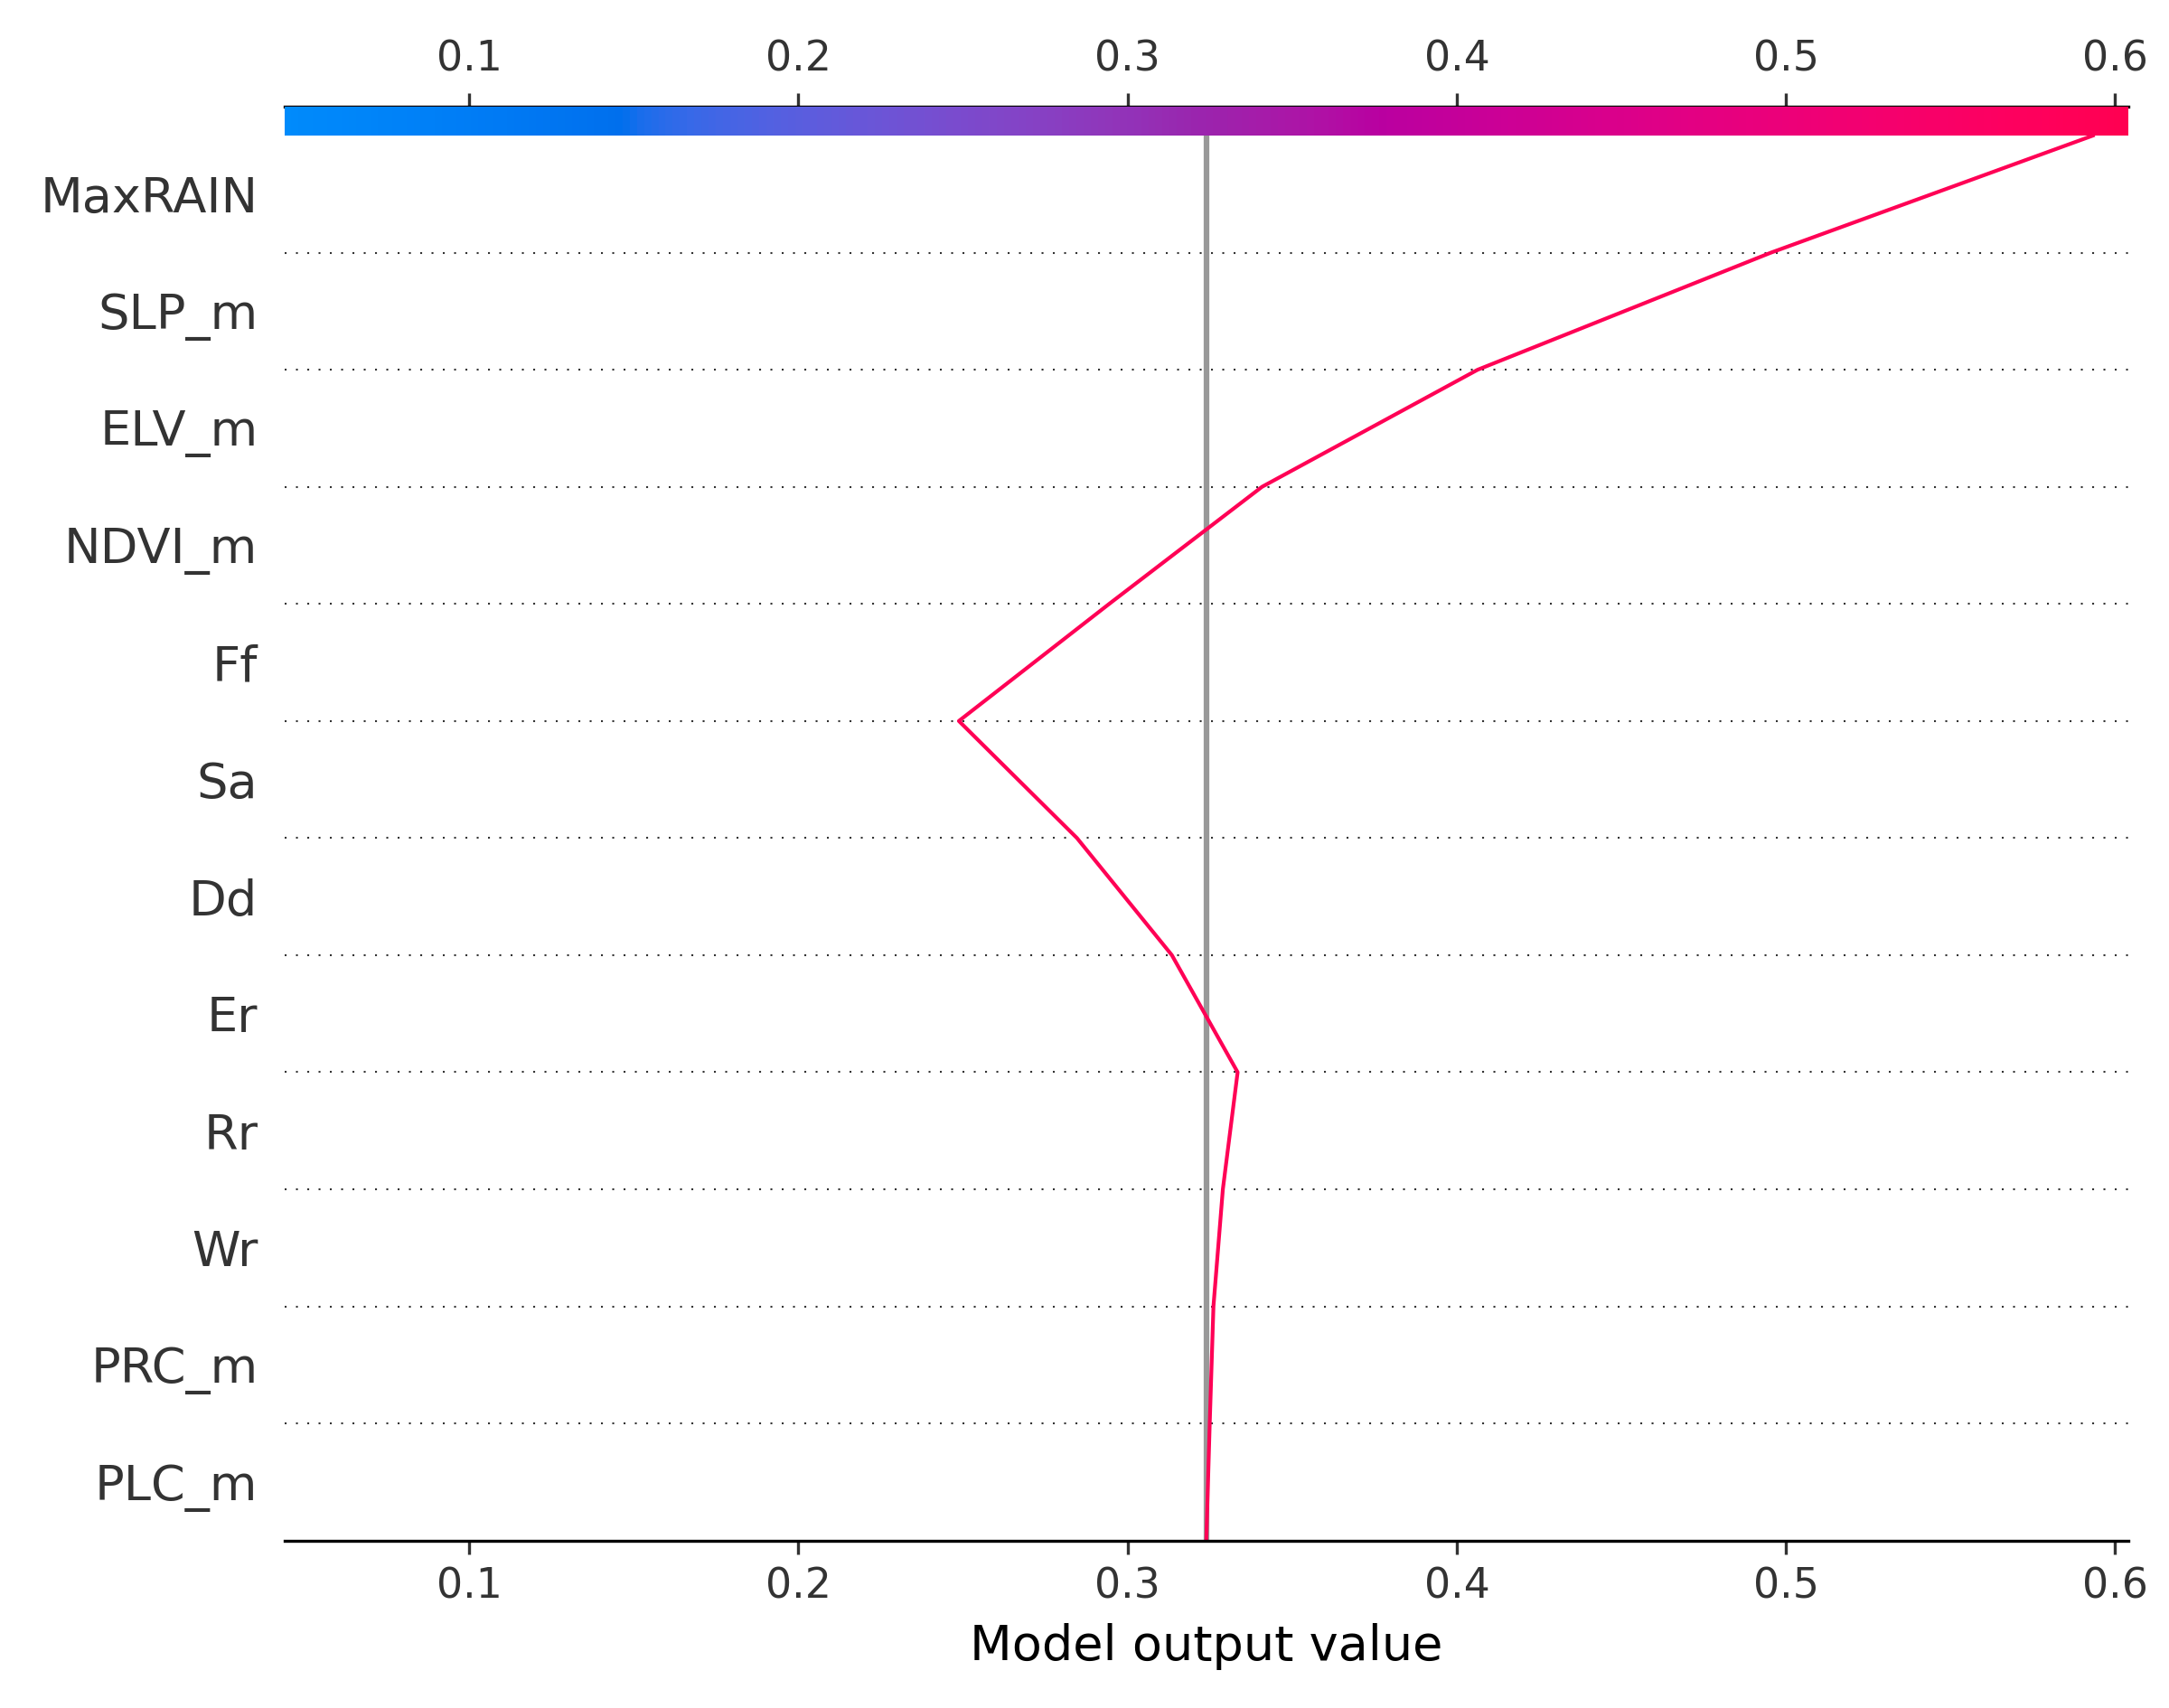 0.1 0.2 0.3 0.4 0.5 0.6
MaxRAIN
SLP_m
ELV_m
NDVI_m
Ff
Sa
Dd
Er
Rr
Wr
PRC_m
PLC_m
0.1 0.2 0.3 0.4 0.5 0.6
Model output value